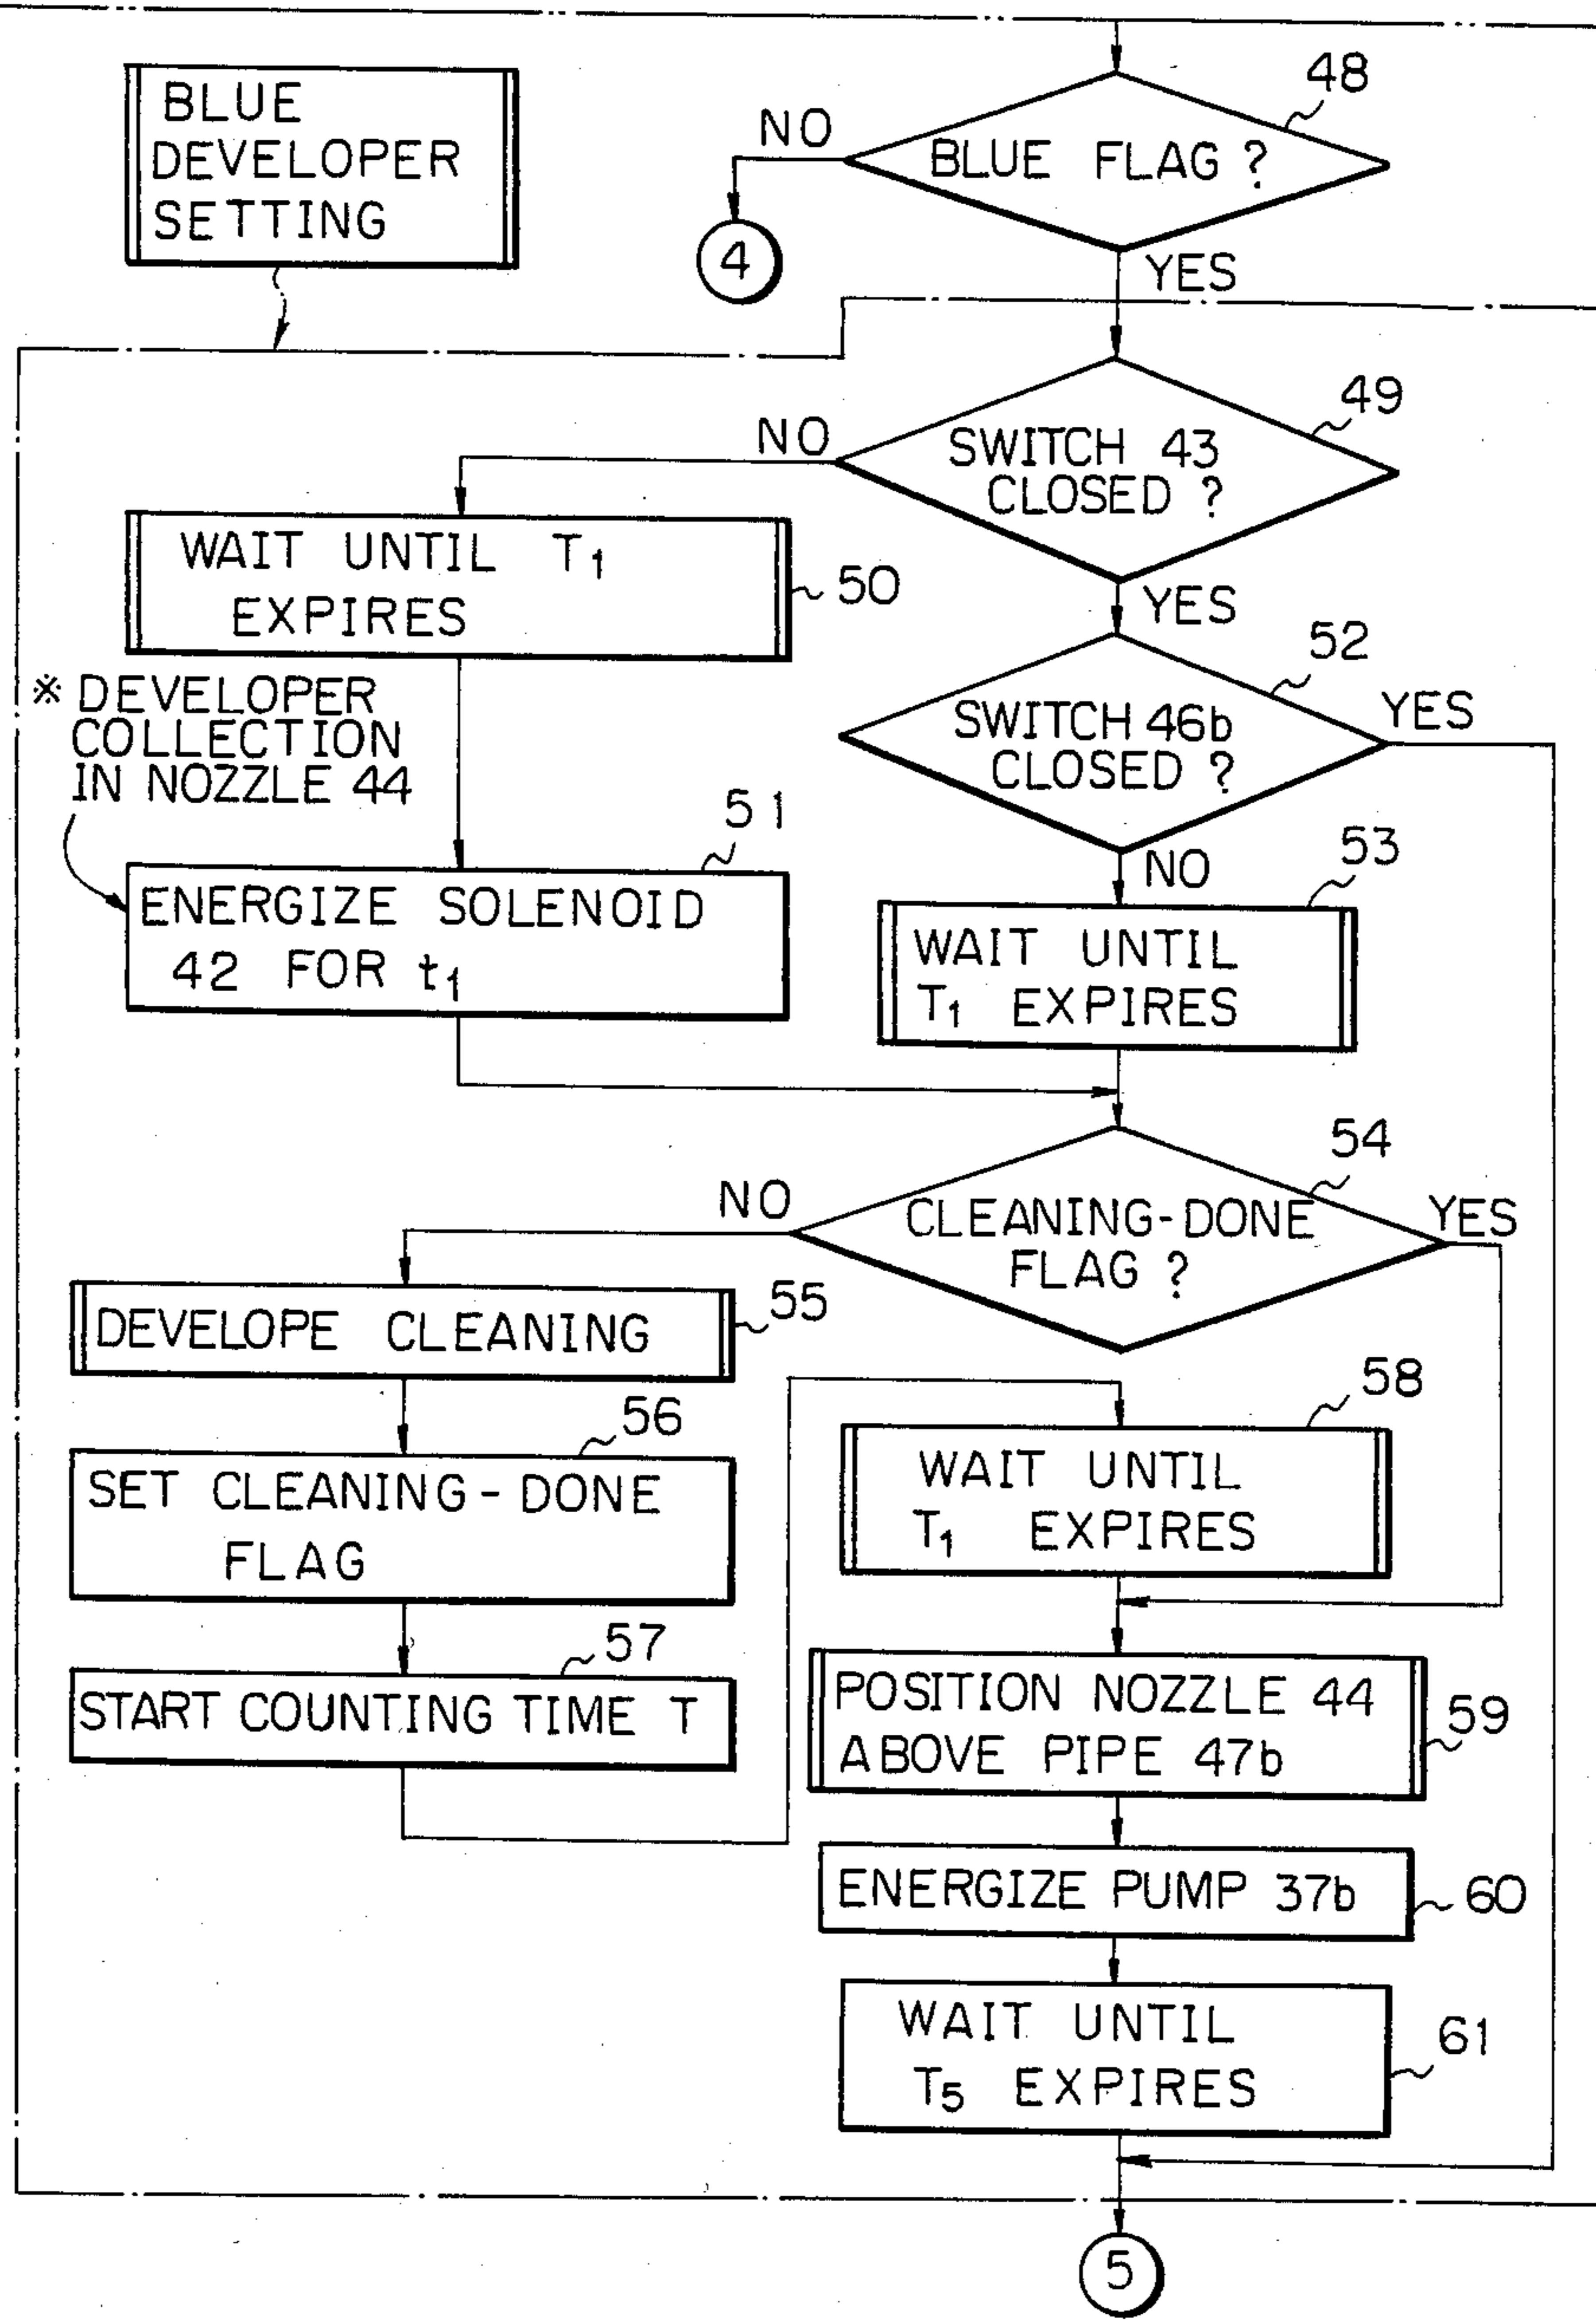 BLUE
DEVELOPER
SETTING
48
NO
BLUE FLAG ?
4
YES
49
NO
SWITCH 43
CLOSED ?
WAIT UNTIL T1
EXPIRES
50
YES
52
※ DEVELOPER
COLLECTION
IN NOZZLE 44
SWITCH 46b
CLOSED ?
YES
51
ENERGIZE SOLENOID
42 FOR t1
NO
53
WAIT UNTIL
T1 EXPIRES
54
NO
CLEANING-DONE
FLAG ?
YES
DEVELOPE CLEANING
55
56
SET CLEANING-DONE
FLAG
58
WAIT UNTIL
T1 EXPIRES
57
START COUNTING TIME T
POSITION NOZZLE 44
ABOVE PIPE 47b
59
ENERGIZE PUMP 37b
60
WAIT UNTIL
T5 EXPIRES
61
5